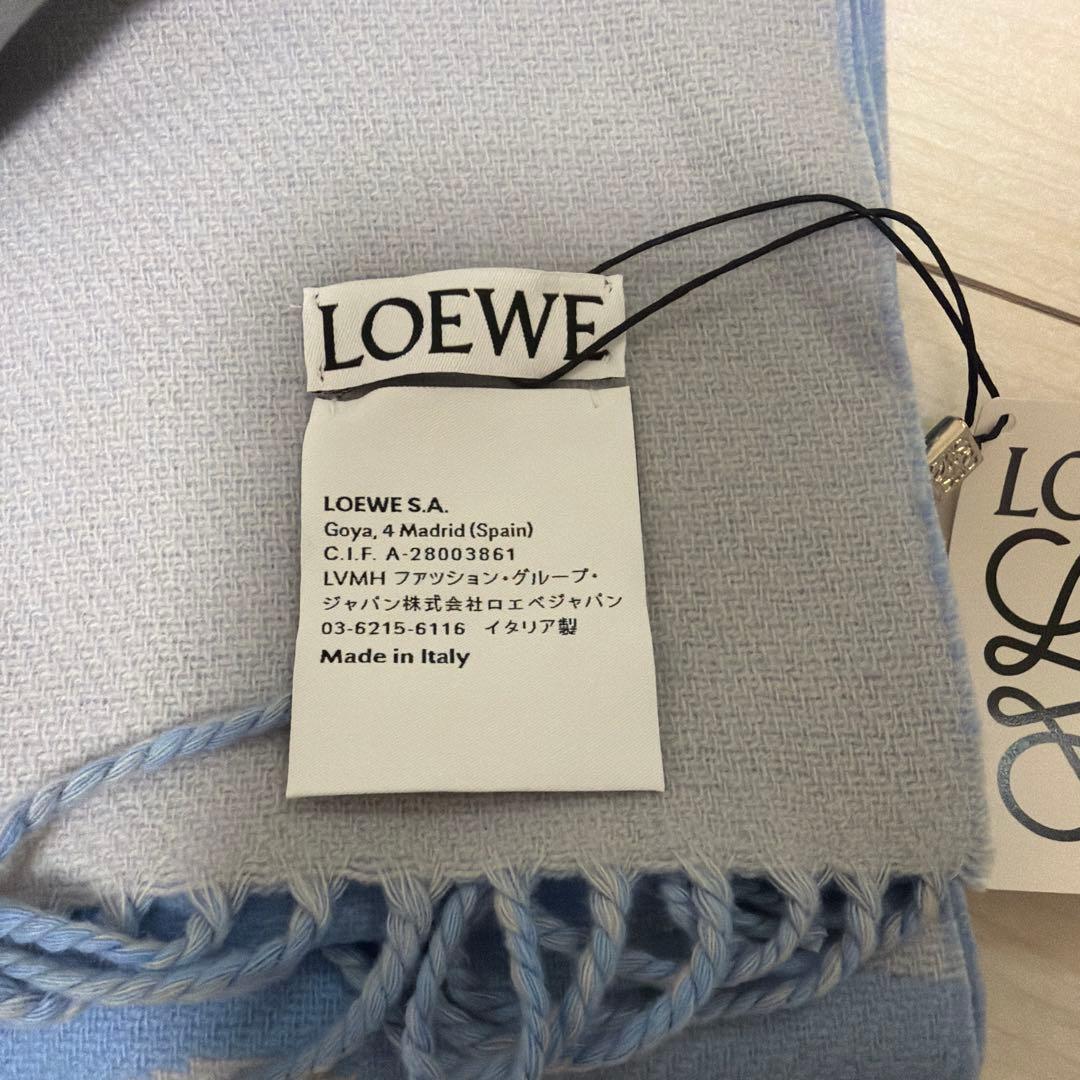 LOEWE
LOEWE S.A.
Goya, 4 Madrid (Spain)
C.I.F. A-28003861
LVMH ファッション・グループ・
ジャパン株式会社ロエベジャパン
03-6215-6116 イタリア製
Made in Italy
LO